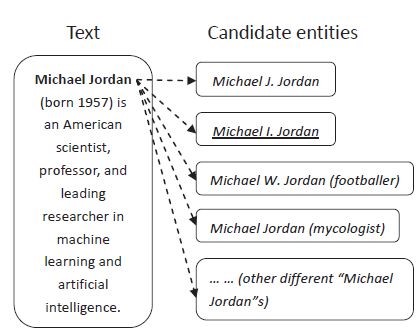 Text
Candidate entities
Michael Jordan
(born 1957) is
an American
scientist,
professor, and
leading
researcher in
machine
learning and
artificial
intelligence.
Michael J. Jordan
Michael I. Jordan
Michael W. Jordan (footballer)
Michael Jordan (mycologist)
… … (other different “Michael
Jordan”s)